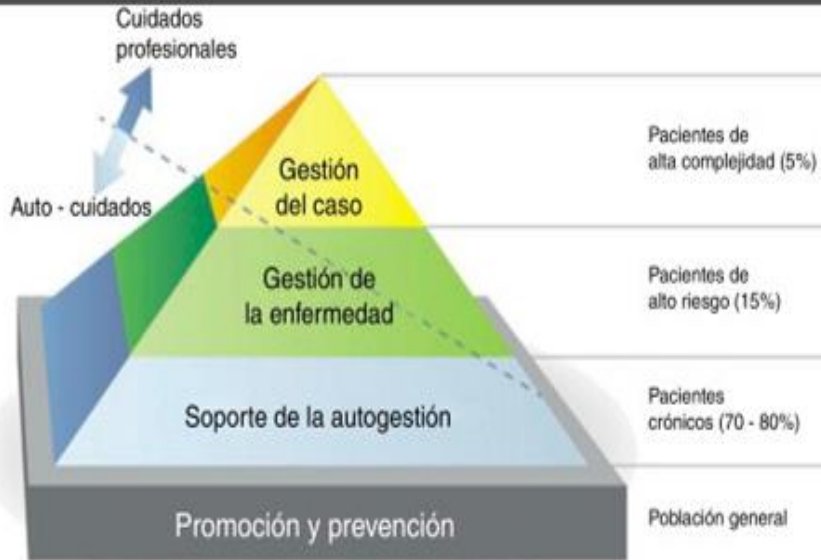 Cuidados
profesionales
Auto - cuidados
Gestión
del caso
Pacientes de
alta complejidad (5%)
Gestión de
la enfermedad
Pacientes de
alto riesgo (15%)
Soporte de la autogestión
Pacientes
crónicos (70 - 80%)
Promoción y prevención
Población general